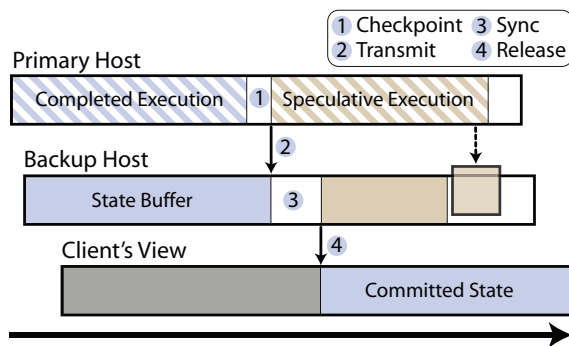 1 Checkpoint 3 Sync
2 Transmit 4 Release
Primary Host
Completed Execution 1 Speculative Execution
2
Backup Host
State Buffer 3
4
Client's View
Committed State